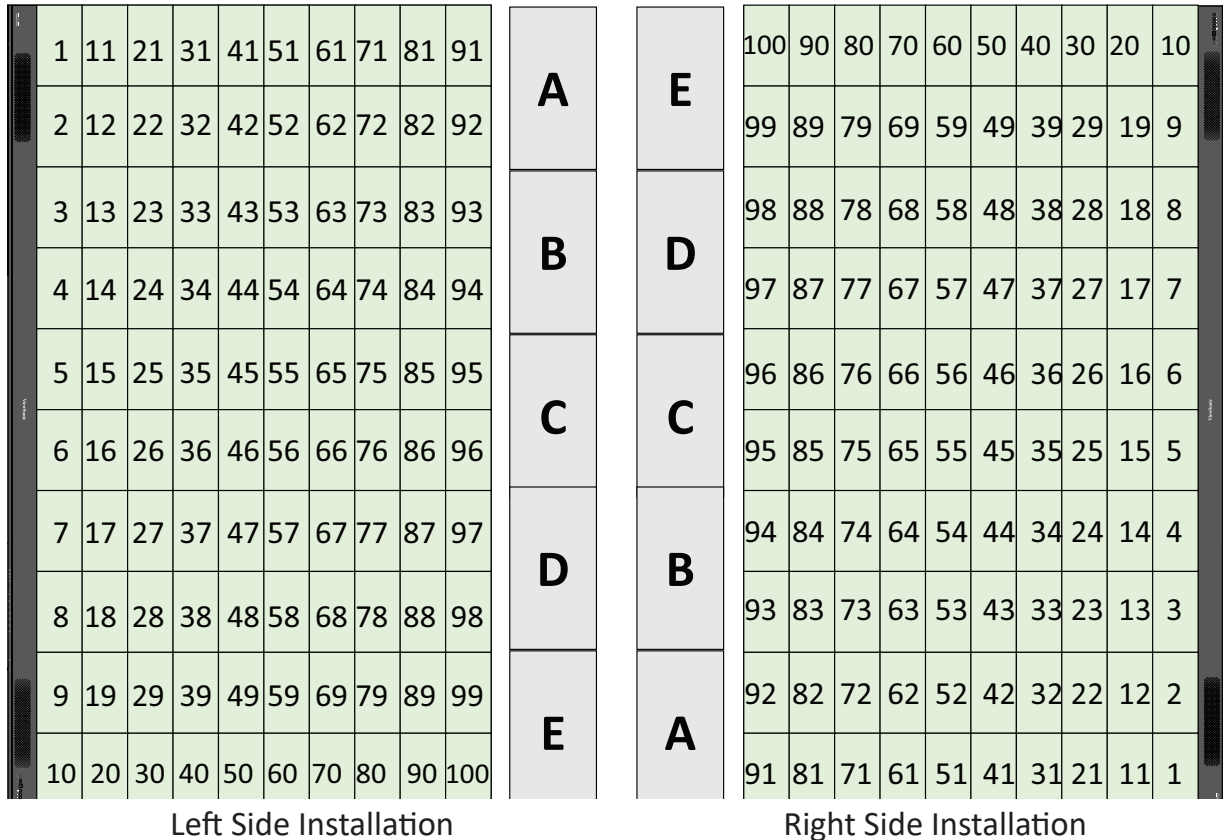 1 11 21 31 41 51 61 71 81 91
2 12 22 32 42 52 62 72 82 92
3 13 23 33 43 53 63 73 83 93
4 14 24 34 44 54 64 74 84 94
5 15 25 35 45 55 65 75 85 95
6 16 26 36 46 56 66 76 86 96
7 17 27 37 47 57 67 77 87 97
8 18 28 38 48 58 68 78 88 98
9 19 29 39 49 59 69 79 89 99
10 20 30 40 50 60 70 80 90 100
Left Side Installation
A
B
C
D
E
E
D
C
B
A
100 90 80 70 60 50 40 30 20 10
99 89 79 69 59 49 39 29 19 9
98 88 78 68 58 48 38 28 18 8
97 87 77 67 57 47 37 27 17 7
96 86 76 66 56 46 36 26 16 6
95 85 75 65 55 45 35 25 15 5
94 84 74 64 54 44 34 24 14 4
93 83 73 63 53 43 33 23 13 3
92 82 72 62 52 42 32 22 12 2
91 81 71 61 51 41 31 21 11 1
Right Side Installation